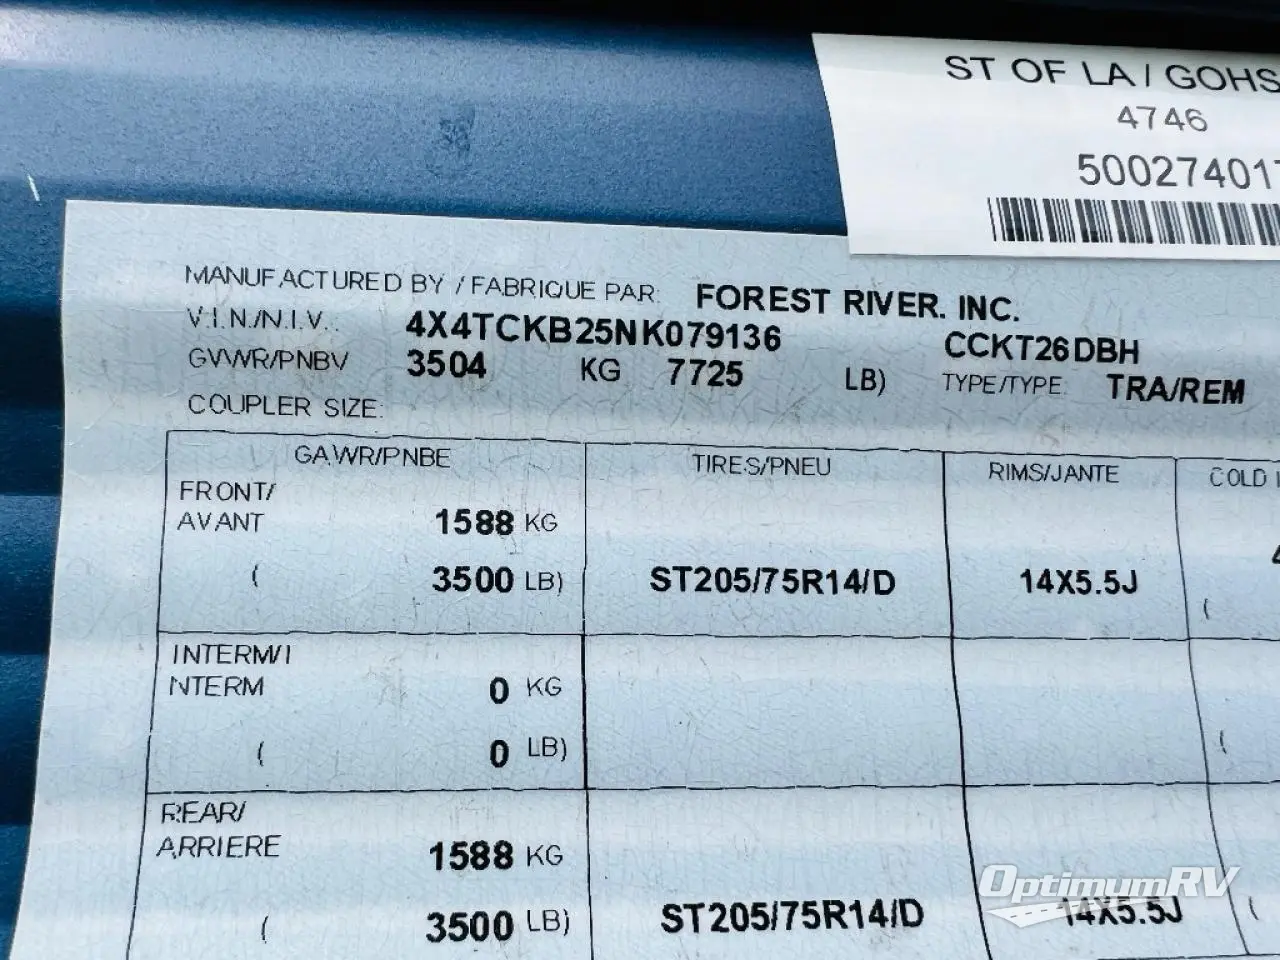 ST OF LA / GOHS
4746
50027401
MANUFACTURED BY / FABRIQUE PAR: FOREST RIVER. INC.
V.I.N./N.I.V.: 4X4TCKB25NK079136 CCKT26DBH
GVWR/PNBV 3504 KG 7725 LB) TYPE/TYPE: TRA/REM
COUPLER SIZE:
GAWR/PNBE TIRES/PNEU RIMS/JANTE COLD
FRONT/
AVANT 1588 KG
( 3500 LB) ST205/75R14/D 14X5.5J (
INTERM/I
NTERM 0 KG
( 0 LB) (
REAR/
ARRIERE 1588 KG
( 3500 LB) ST205/75R14/D 14X5.5J (
OptimumRV